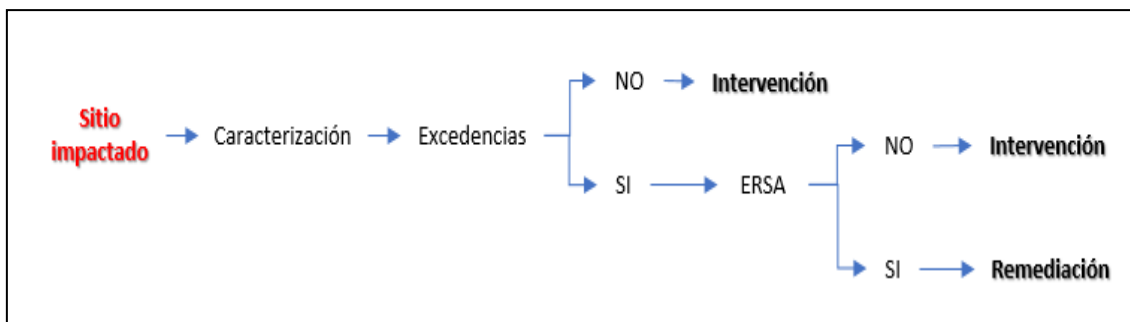 Sitio
impactado
Caracterización
Excedencias
NO
Intervención
SI
ERSA
NO
Intervención
SI
Remediación